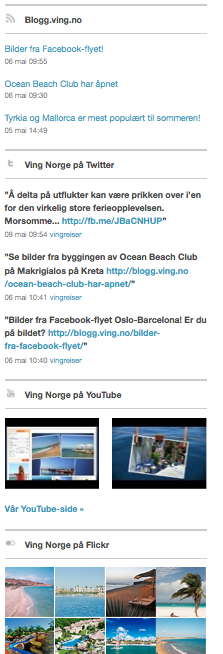 Blogg.ving.no
Bilder fra Facebook-flyet!
06 mai 09:55
Ocean Beach Club har åpnet
06 mai 09:30
Tyrkia og Mallorca er mest populært til sommeren!
05 mai 14:49
Ving Norge på Twitter
"Å delta på utflukter kan være prikken over i'en
for den virkelig store ferieopplevelsen.
Morsomme... http://fb.me/JBaCNHUP"
09 mai 09:54 vingreiser
"Se bilder fra byggingen av Ocean Beach Club
på Makrigialos på Kreta http://blogg.ving.no
/ocean-beach-club-har-apnet/"
06 mai 10:41 vingreiser
"Bilder fra Facebook-flyet Oslo-Barcelona! Er du
på bildet? http://blogg.ving.no/bilder-
fra-facebook-flyet/"
06 mai 10:40 vingreiser
Ving Norge på YouTube
Vår YouTube-side »
Ving Norge på Flickr